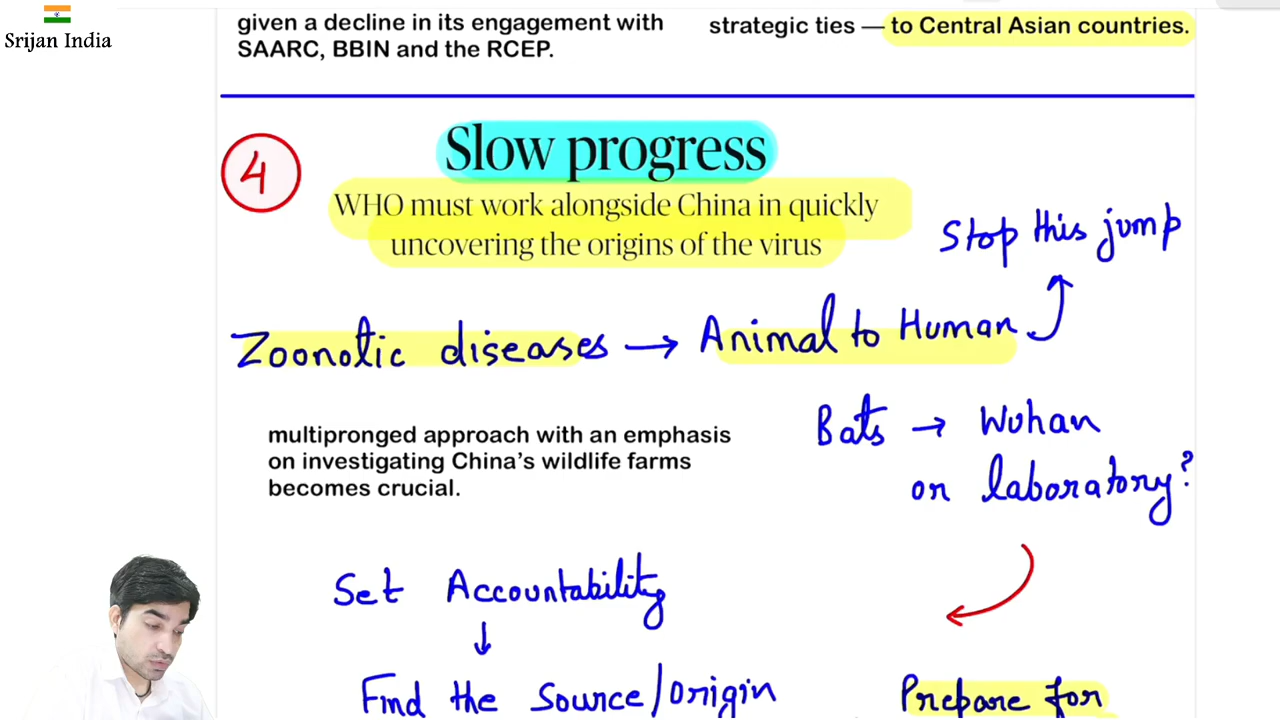 Srijan India
given a decline in its engagement with
SAARC, BBIN and the RCEP.
strategic ties — to Central Asian countries.
4
Slow progress
WHO must work alongside China in quickly
uncovering the origins of the virus
Stop this jump
Zoonotic diseases → Animal to Human
Bats → Wuhan
or laboratory?
multipronged approach with an emphasis
on investigating China's wildlife farms
becomes crucial.
Set Accountability
↓
Find the Source/Origin
Prepare for